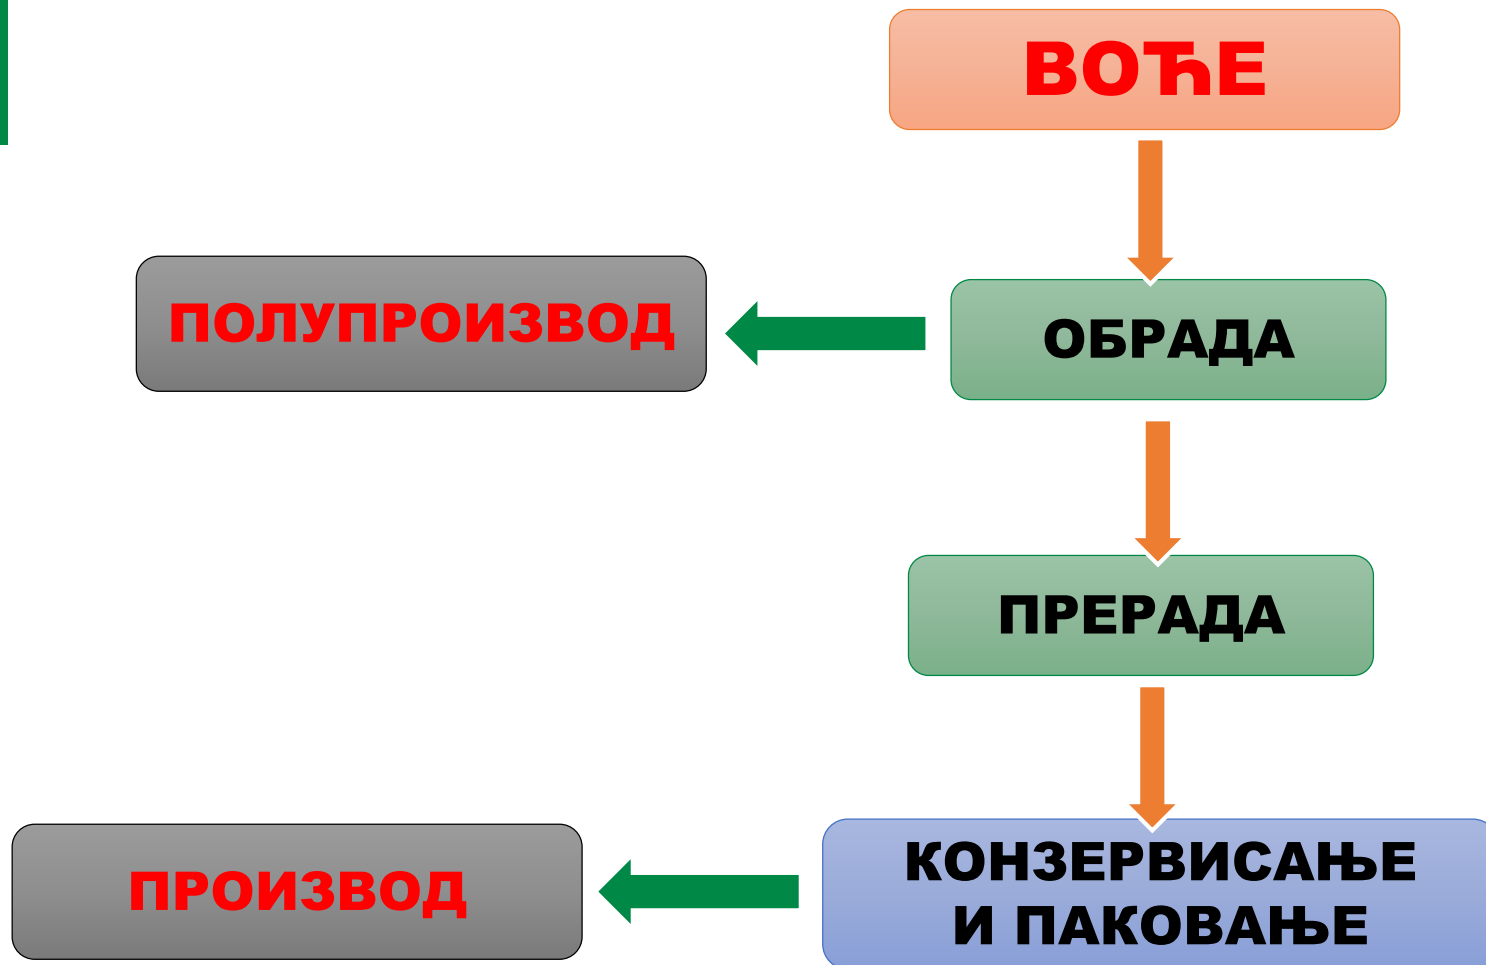 ВОЋЕ
ПОЛУПРОИЗВОД
ОБРАДА
ПРЕРАДА
ПРОИЗВОД
КОНЗЕРВИСАЊЕ
И ПАКОВАЊЕ